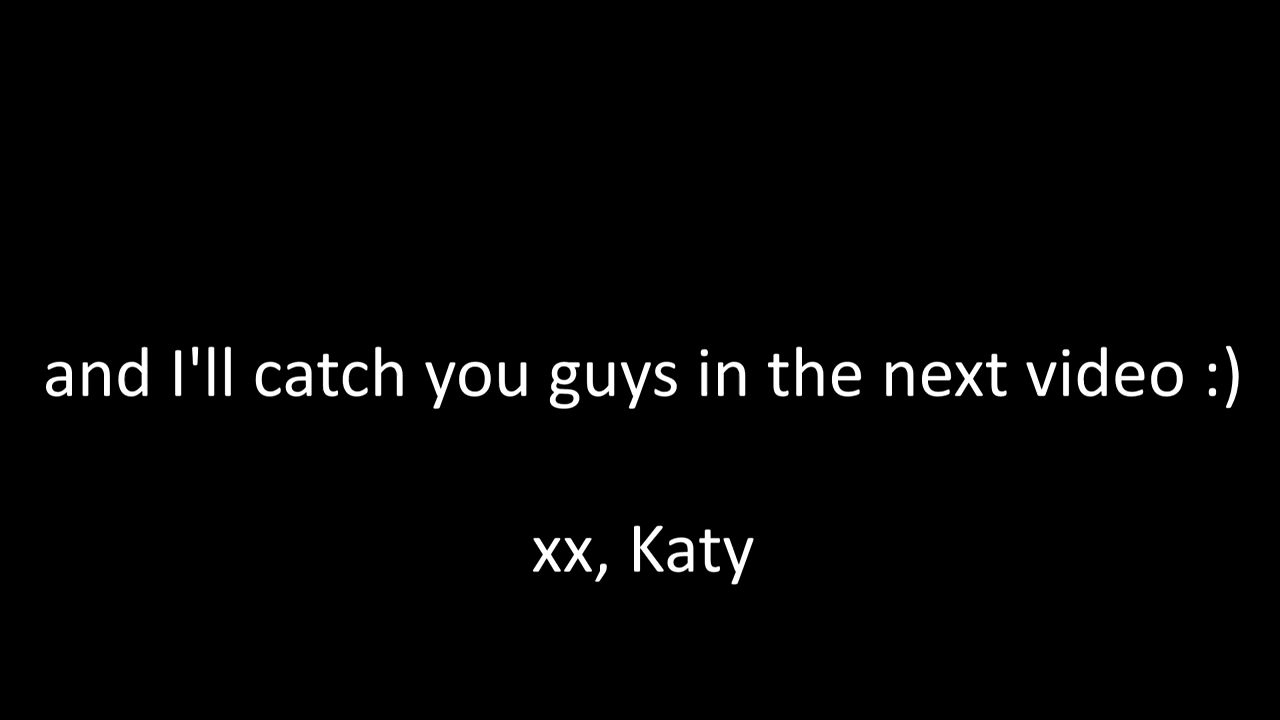 and I'll catch you guys in the next video :)
xx, Katy